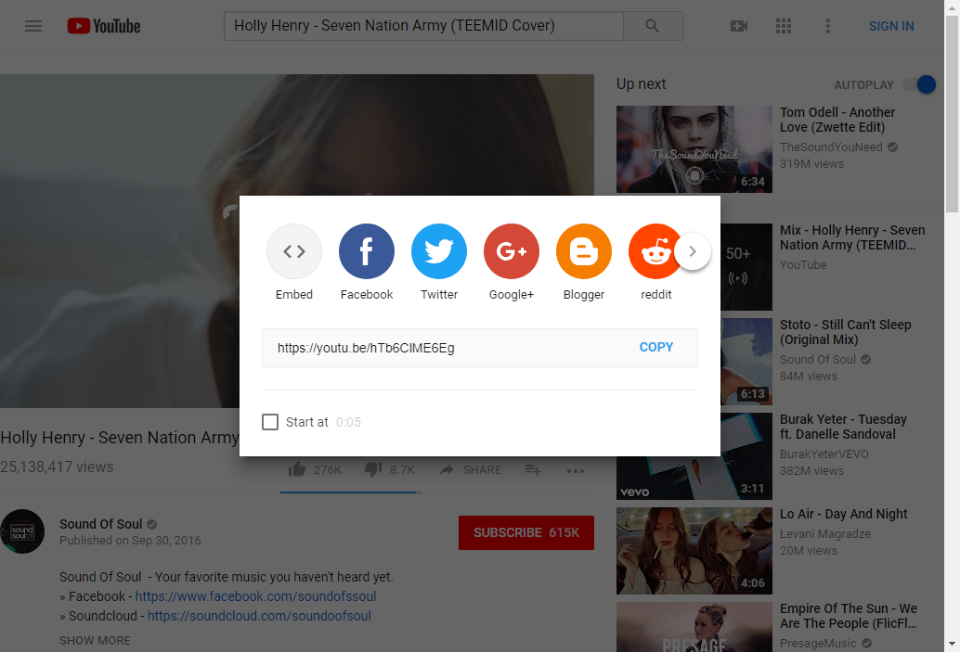 YouTube
Holly Henry - Seven Nation Army (TEEMID Cover)
SIGN IN
Up next
AUTOPLAY
TheSoundYouNeed
6:34
Tom Odell - Another
Love (Zwette Edit)
TheSoundYouNeed
319M views
50+
Mix - Holly Henry - Seven
Nation Army (TEEMID...
YouTube
6:13
Stoto - Still Can't Sleep
(Original Mix)
Sound Of Soul
84M views
vevo
3:11
Burak Yeter - Tuesday
ft. Danelle Sandoval
BurakYeterVEVO
382M views
4:06
Lo Air - Day And Night
Levani Magradze
20M views
PRESAGE
Empire Of The Sun - We
Are The People (FlicFl...
PresageMusic
Embed
Facebook
Twitter
G+
Google+
Blogger
reddit
https://youtu.be/hTb6CIME6Eg
COPY
Start at 0:05
Holly Henry - Seven Nation Army
25,138,417 views
276K
8.7K
SHARE
sound
soul
Sound Of Soul
Published on Sep 30, 2016
SUBSCRIBE 615K
Sound Of Soul - Your favorite music you haven't heard yet.
» Facebook - https://www.facebook.com/soundofssoul
» Soundcloud - https://soundcloud.com/soundoofsoul
SHOW MORE